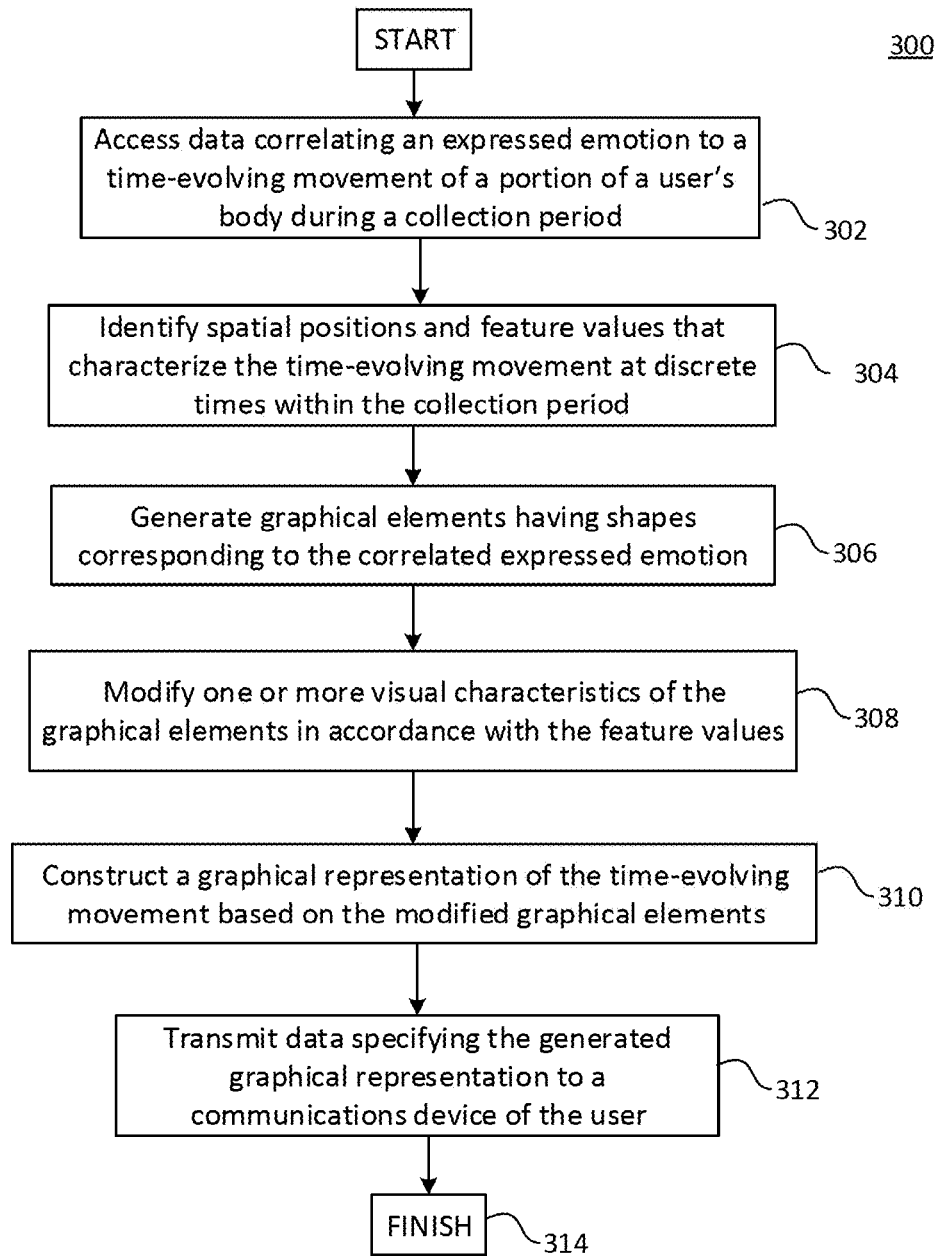 START
300
Access data correlating an expressed emotion to a
time-evolving movement of a portion of a user's
body during a collection period
302
Identify spatial positions and feature values that
characterize the time-evolving movement at discrete
times within the collection period
304
Generate graphical elements having shapes
corresponding to the correlated expressed emotion
306
Modify one or more visual characteristics of the
graphical elements in accordance with the feature values
308
Construct a graphical representation of the time-evolving
movement based on the modified graphical elements
310
Transmit data specifying the generated
graphical representation to a
communications device of the user
312
FINISH
314